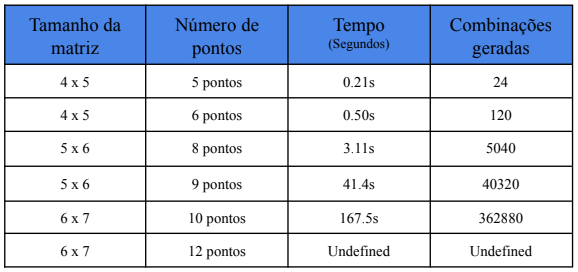 Tamanho da matriz | Número de pontos | Tempo (Segundos) | Combinações geradas
4 x 5 | 5 pontos | 0.21s | 24
4 x 5 | 6 pontos | 0.50s | 120
5 x 6 | 8 pontos | 3.11s | 5040
5 x 6 | 9 pontos | 41.4s | 40320
6 x 7 | 10 pontos | 167.5s | 362880
6 x 7 | 12 pontos | Undefined | Undefined